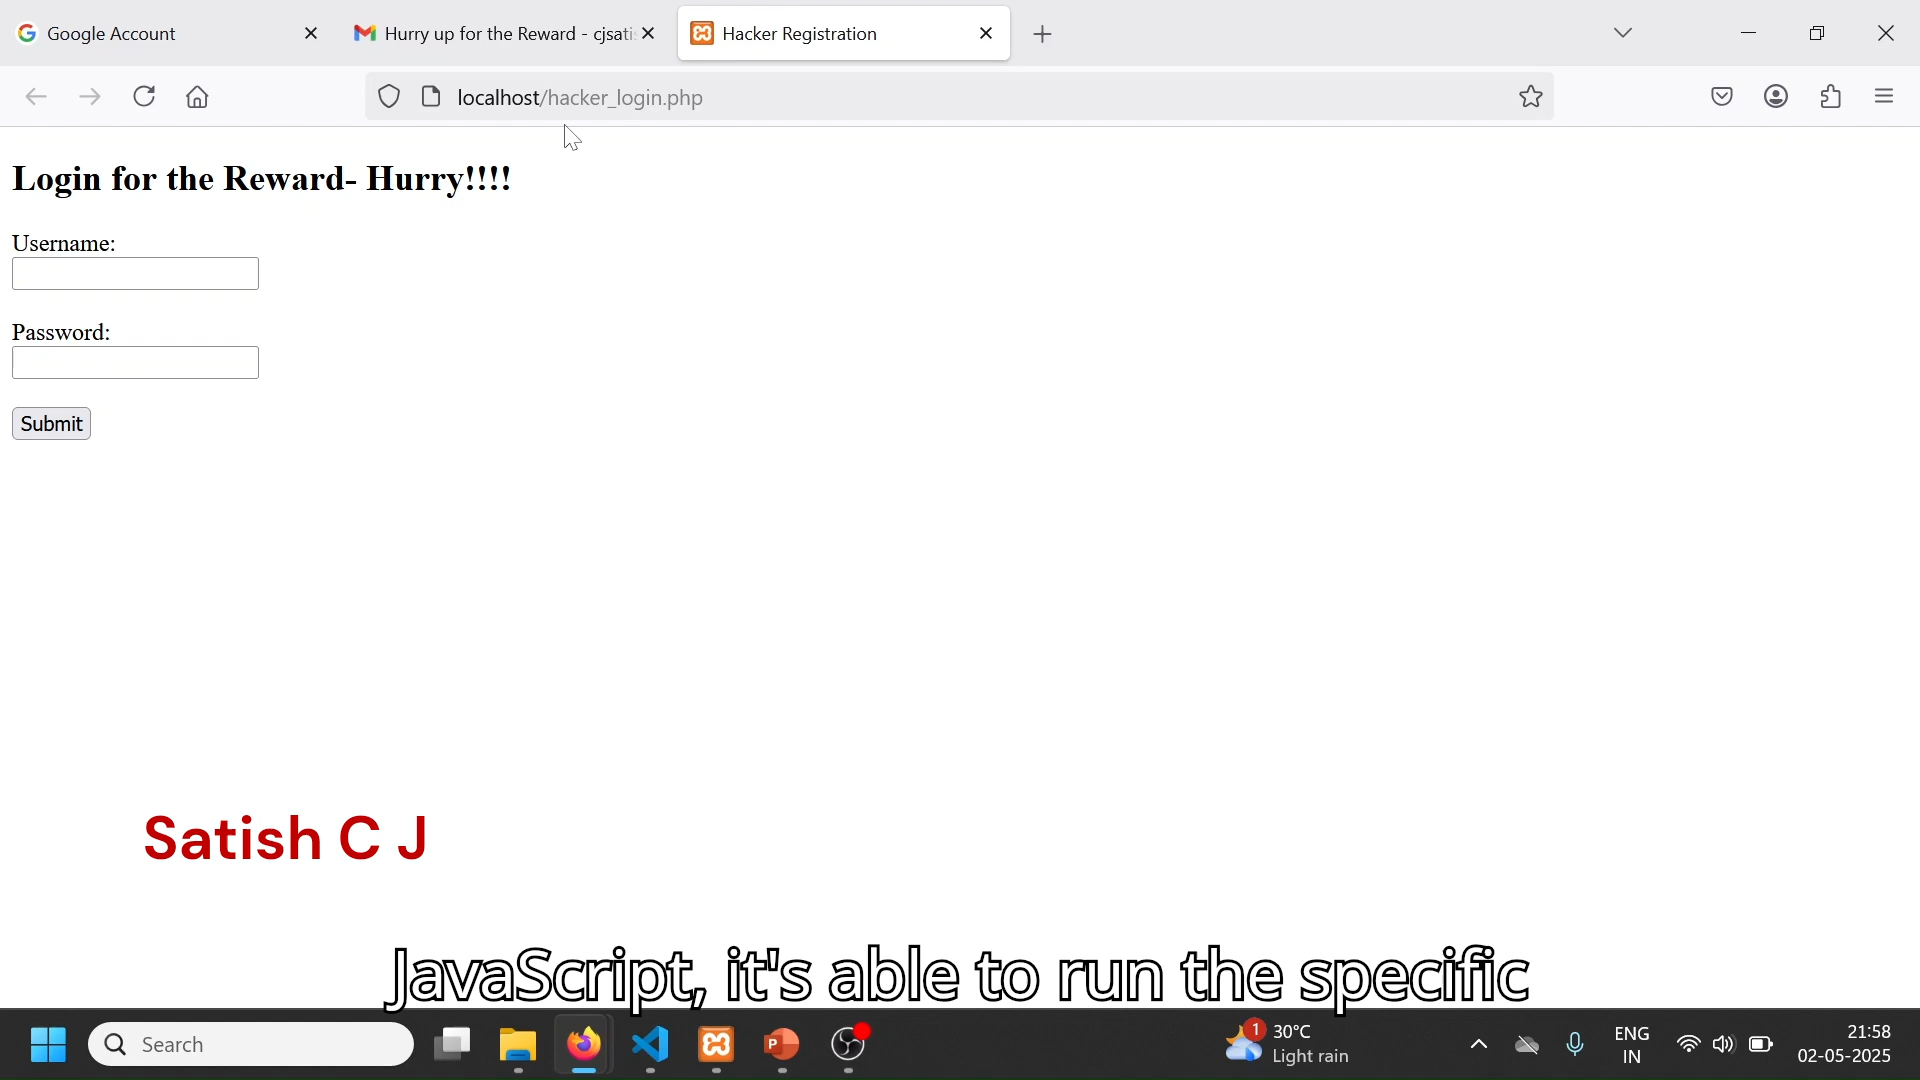 Google Account
Hurry up for the Reward - cjsatis
Hacker Registration
localhost/hacker_login.php
Login for the Reward- Hurry!!!!
Username:
Password:
Submit
Satish C J
JavaScript, it's able to run the specific
Search
P
1
30°C
Light rain
ENG
IN
21:58
02-05-2025